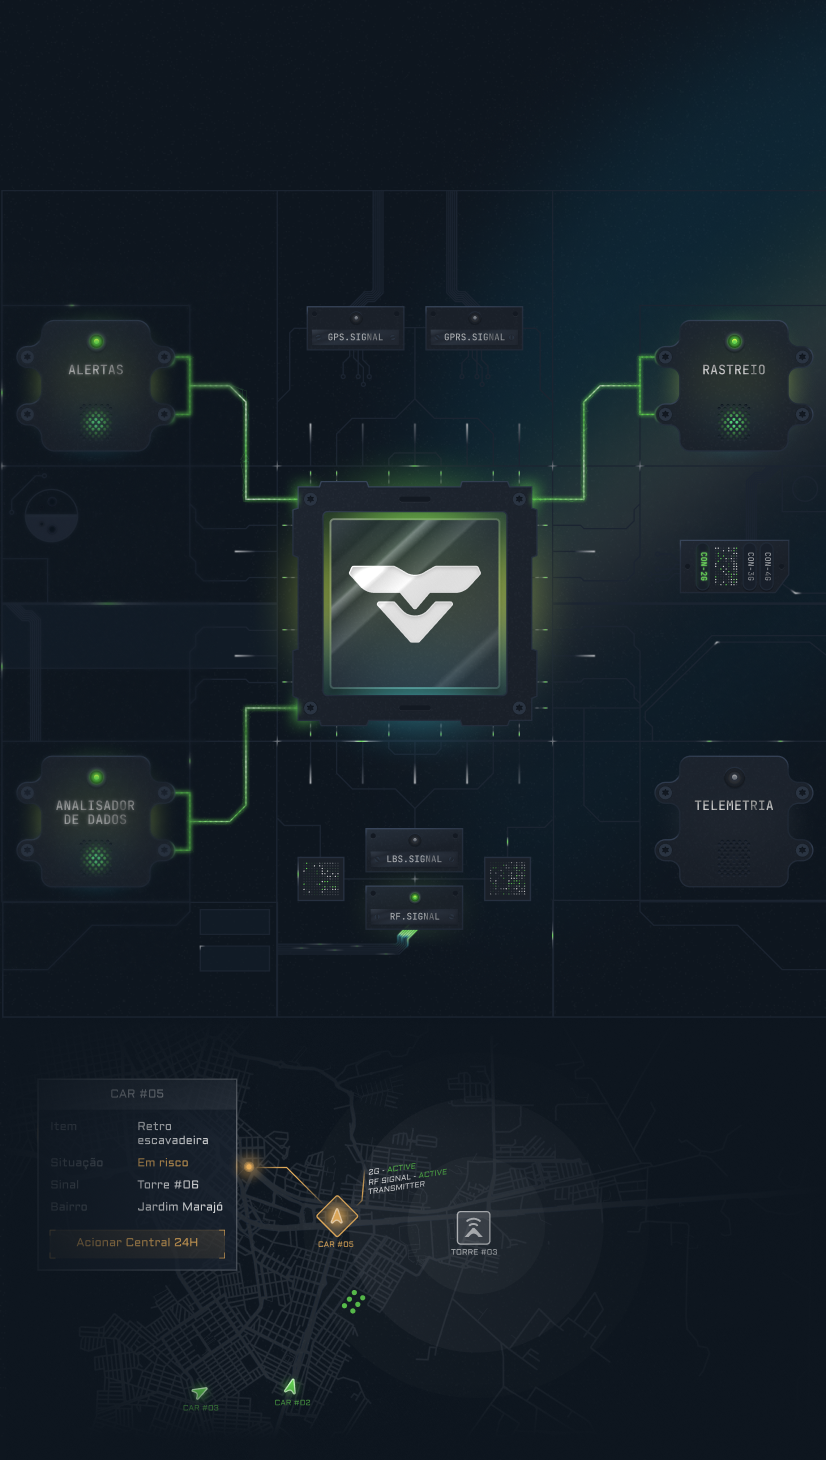 GPS.SIGNAL
GPRS.SIGNAL
ALERTAS
RASTREIO
CON-2G
CON-3G
CON-4G
ANALISADOR
DE DADOS
TELEMETRIA
LBS.SIGNAL
RF.SIGNAL
CAR #05
Item
Retro
escavadeira
Situação
Em risco
Sinal
Torre #06
Bairro
Jardim Marajó
Acionar Central 24H
2G - ACTIVE
RF SIGNAL - ACTIVE
TRANSMITTER
CAR #05
TORRE #03
CAR #03
CAR #02